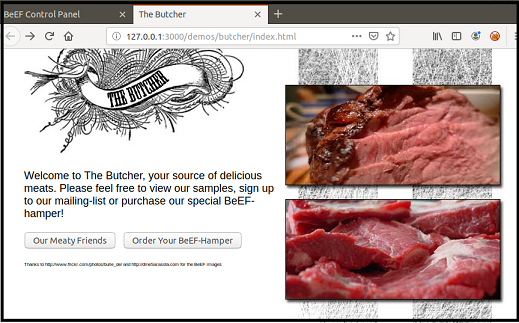 BeEF Control Panel
The Butcher
127.0.0.1:3000/demos/butcher/index.html
THE BUTCHER
Welcome to The Butcher, your source of delicious
meats. Please feel free to view our samples, sign up
to our mailing-list or purchase our special BeEF-
hamper!
Our Meaty Friends
Order Your BeEF-Hamper
Thanks to http://www.flickr.com/photos/bulle_de/ and http://direttanaosta.com for the BeEF images